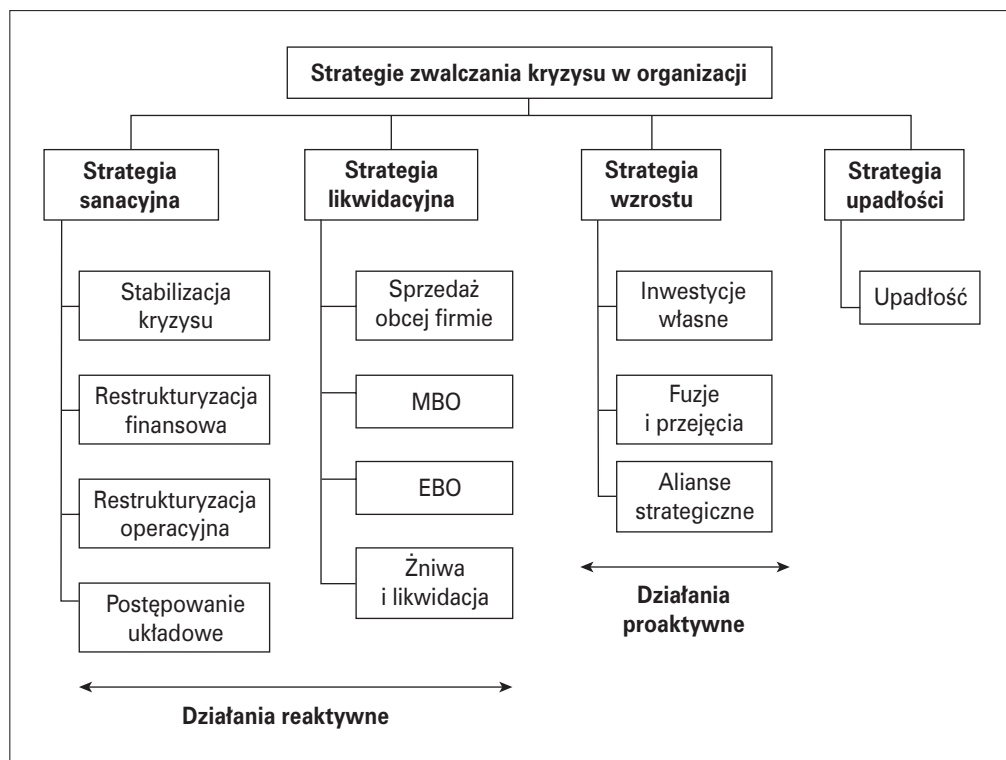 Strategie zwalczania kryzysu w organizacji
Strategia
sanacyjna
Strategia
likwidacyjna
Strategia
wzrostu
Strategia
upadłości
Stabilizacja
kryzysu
Restrukturyzacja
finansowa
Restrukturyzacja
operacyjna
Postępowanie
układowe
Sprzedaż
obcej firmie
MBO
EBO
Żniwa
i likwidacja
Inwestycje
własne
Fuzje
i przejęcia
Alianse
strategiczne
Upadłość
Działania
proaktywne
Działania reaktywne